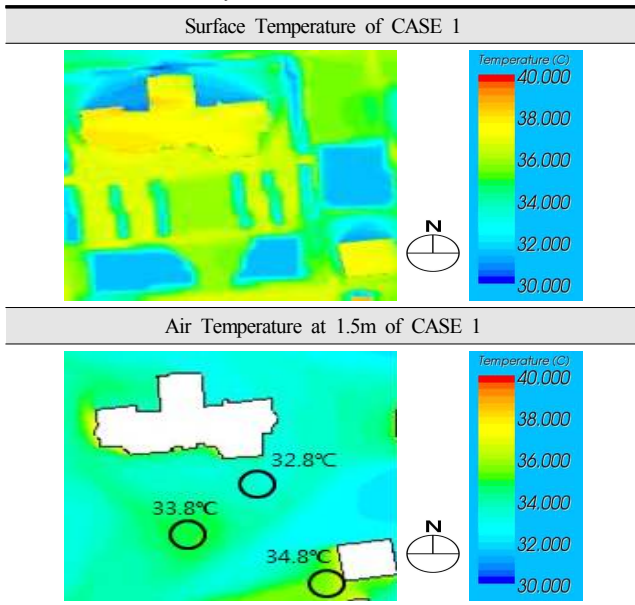 Surface Temperature of CASE 1
Temperature (C)
40.000
38.000
36.000
34.000
32.000
30.000
N
Air Temperature at 1.5m of CASE 1
Temperature (C)
40.000
38.000
36.000
34.000
32.000
30.000
32.8℃
33.8℃
34.8℃
N